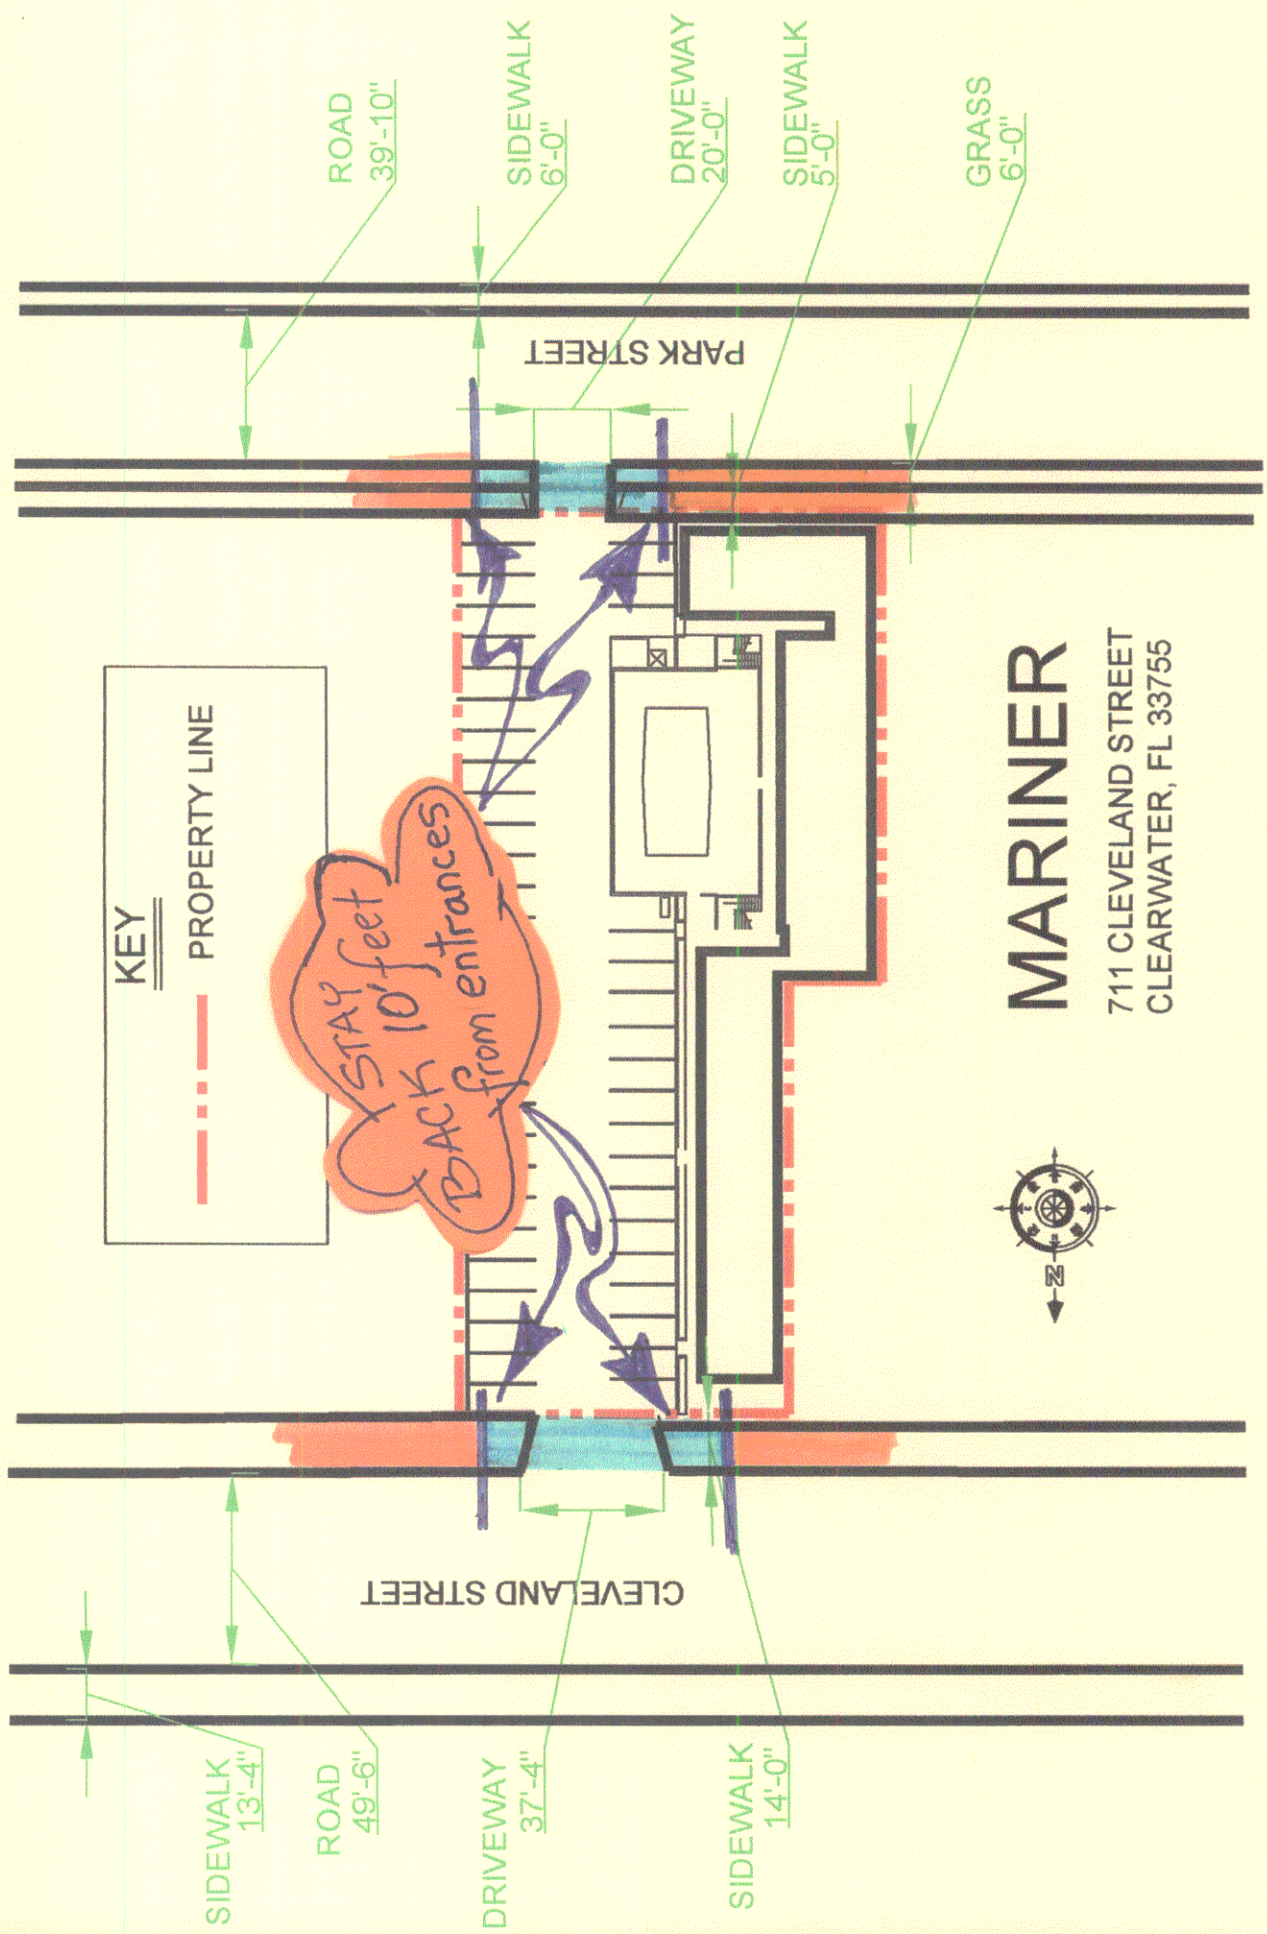 ROAD
39'-10"
SIDEWALK
6'-0"
DRIVEWAY
20'-0"
SIDEWALK
5'-0"
GRASS
6'-0"
PARK STREET
KEY
PROPERTY LINE
STAY
BACK 10' feet
from entrances
MARINER
711 CLEVELAND STREET
CLEARWATER, FL 33755
N
CLEVELAND STREET
SIDEWALK
13'-4"
ROAD
49'-6"
DRIVEWAY
37'-4"
SIDEWALK
14'-0"